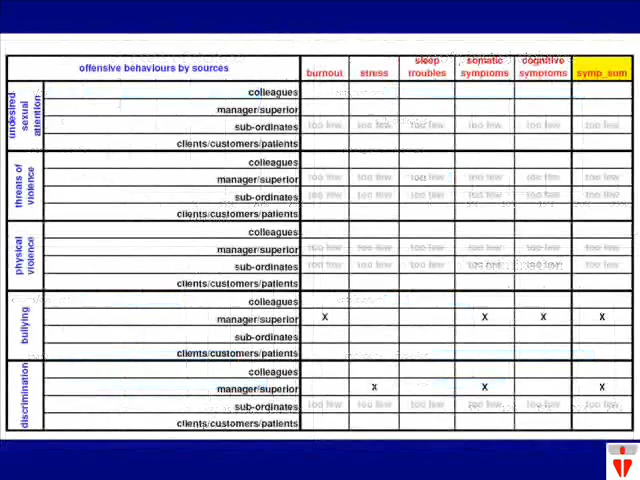 offensive behaviours by sources burnout stress sleep troubles somatic symptoms cognitive symptoms symp_sum
undesired sexual attention
colleagues
manager/superior
sub-ordinates too few too few too few too few too few too few
clients/customers/patients
threats of violence
colleagues
manager/superior too few too few too few too few too few too few
sub-ordinates too few too few too few too few too few too few
clients/customers/patients
physical violence
colleagues
manager/superior too few too few too few too few too few too few
sub-ordinates too few too few too few too few too few too few
clients/customers/patients
bullying
colleagues
manager/superior X X X X
sub-ordinates
clients/customers/patients
discrimination
colleagues
manager/superior X X X
sub-ordinates too few too few too few too few too few too few
clients/customers/patients